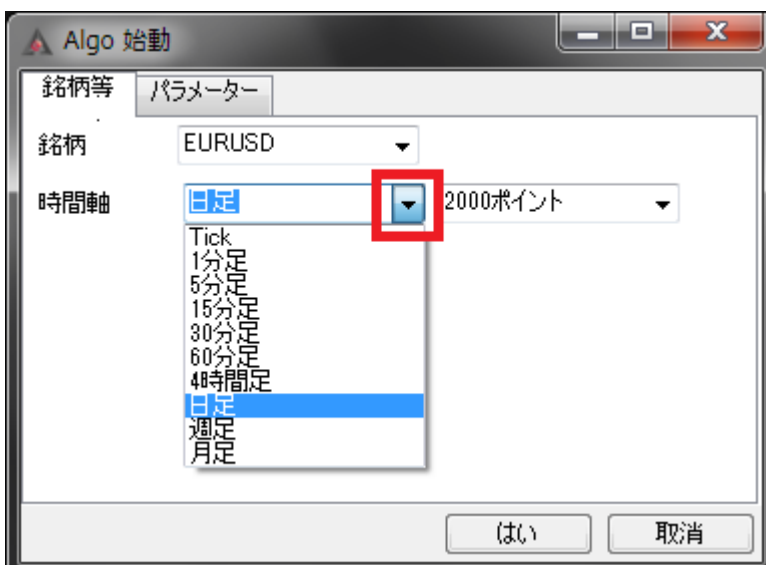 Algo 始動
銘柄等 パラメーター
銘柄 EURUSD
時間軸 日足 2000ポイント
Tick
1分足
5分足
15分足
30分足
60分足
4時間足
日足
週足
月足
はい 取消